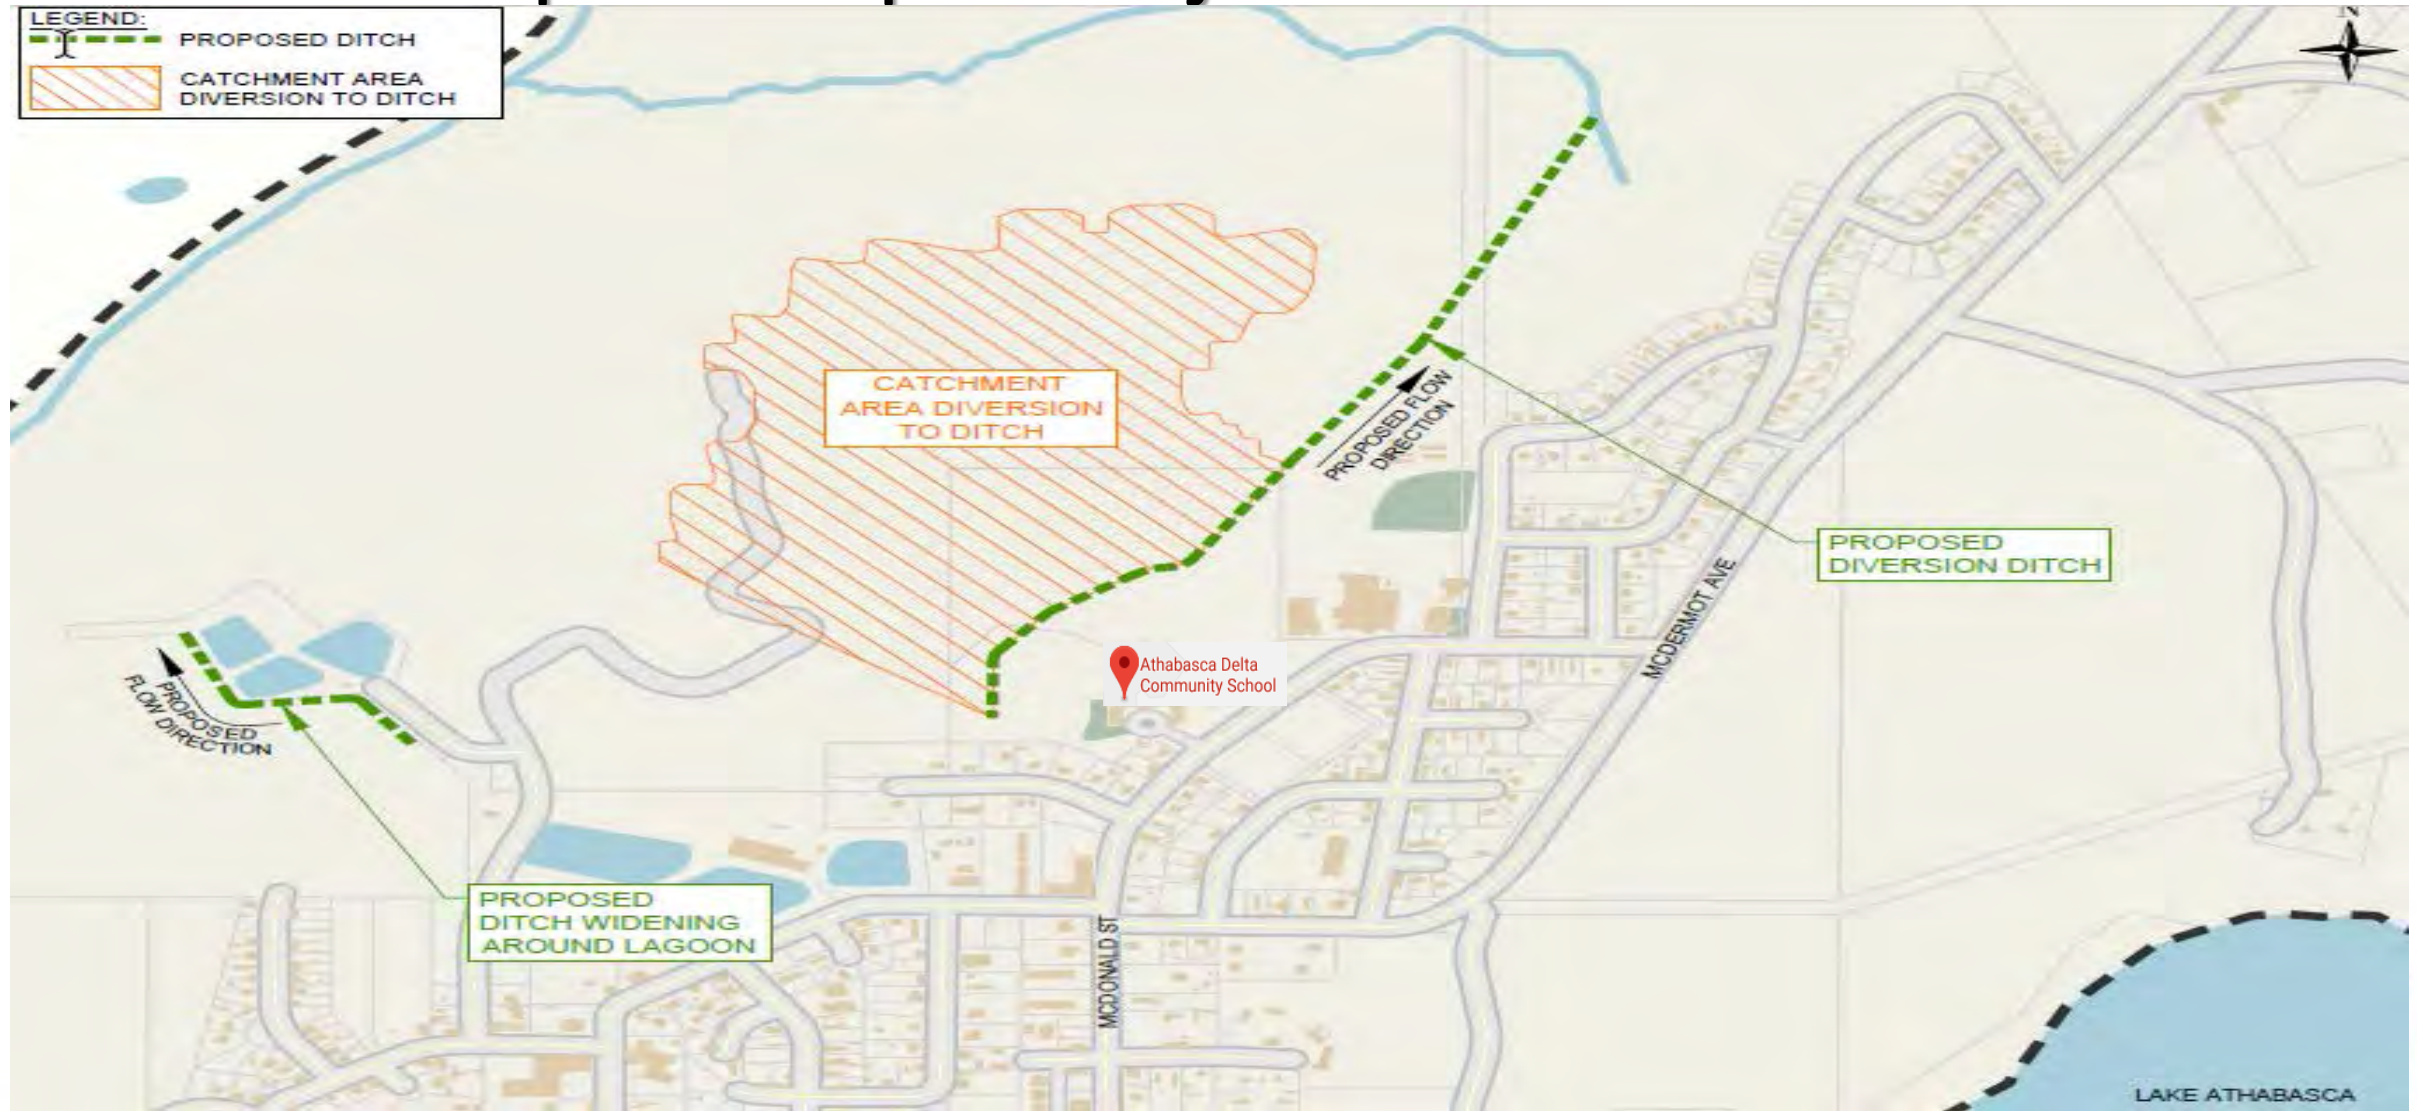 LEGEND:
PROPOSED DITCH
CATCHMENT AREA
DIVERSION TO DITCH
N
CATCHMENT
AREA DIVERSION
TO DITCH
PROPOSED FLOW
DIRECTION
PROPOSED
DIVERSION DITCH
MCDERMOT AVE
Athabasca Delta
Community School
PROPOSED
FLOW DIRECTION
PROPOSED
DITCH WIDENING
AROUND LAGOON
MCDONALD ST
LAKE ATHABASCA